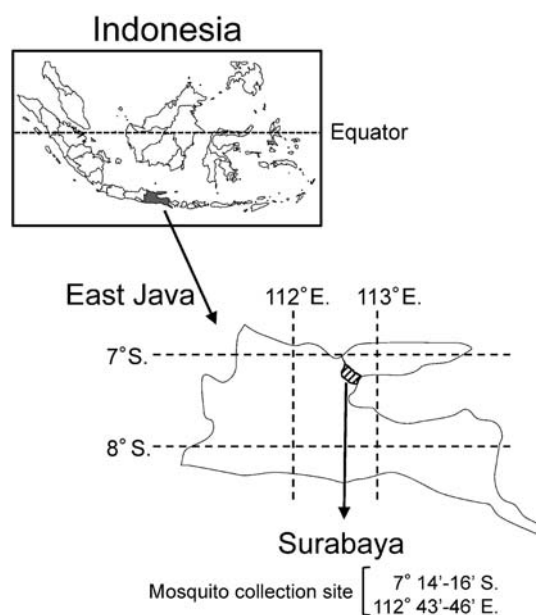 Indonesia
Equator
East Java
112° E.
113° E.
7° S.
8° S.
Surabaya
Mosquito collection site
7° 14'-16' S.
112° 43'-46' E.